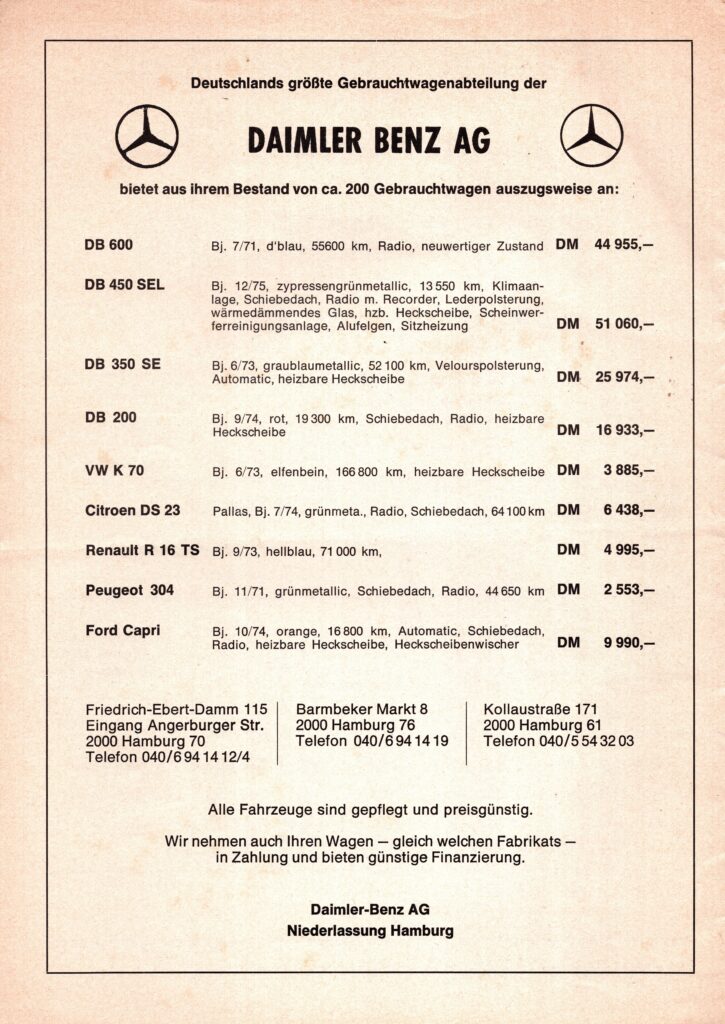 Deutschlands größte Gebrauchtwagenabteilung der
DAIMLER BENZ AG
bietet aus ihrem Bestand von ca. 200 Gebrauchtwagen auszugsweise an:
DB 600 Bj. 7/71, d'blau, 55600 km, Radio, neuwertiger Zustand DM 44 955,—
DB 450 SEL Bj. 12/75, zypressengrünmetallic, 13 550 km, Klimaan-
lage, Schiebedach, Radio m. Recorder, Lederpolsterung,
wärmedämmendes Glas, hzb. Heckscheibe, Scheinwer-
ferreinigungsanlage, Alufelgen, Sitzheizung DM 51 060,—
DB 350 SE Bj. 6/73, graublaumetallic, 52 100 km, Velourspolsterung,
Automatic, heizbare Heckscheibe DM 25 974,—
DB 200 Bj. 9/74, rot, 19 300 km, Schiebedach, Radio, heizbare
Heckscheibe DM 16 933,—
VW K 70 Bj. 6/73, elfenbein, 166 800 km, heizbare Heckscheibe DM 3 885,—
Citroen DS 23 Pallas, Bj. 7/74, grünmeta., Radio, Schiebedach, 64 100 km DM 6 438,—
Renault R 16 TS Bj. 9/73, hellblau, 71 000 km, DM 4 995,—
Peugeot 304 Bj. 11/71, grünmetallic, Schiebedach, Radio, 44 650 km DM 2 553,—
Ford Capri Bj. 10/74, orange, 16 800 km, Automatic, Schiebedach,
Radio, heizbare Heckscheibe, Heckscheibenwischer DM 9 990,—
Friedrich-Ebert-Damm 115
Eingang Angerburger Str.
2000 Hamburg 70
Telefon 040/6 94 14 12/4
Barmbeker Markt 8
2000 Hamburg 76
Telefon 040/6 94 14 19
Kollaustraße 171
2000 Hamburg 61
Telefon 040/5 54 32 03
Alle Fahrzeuge sind gepflegt und preisgünstig.
Wir nehmen auch Ihren Wagen — gleich welchen Fabrikats —
in Zahlung und bieten günstige Finanzierung.
Daimler-Benz AG
Niederlassung Hamburg